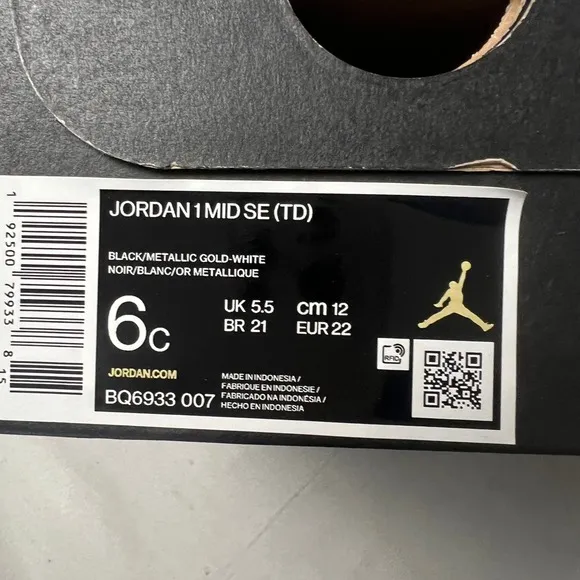 JORDAN 1 MID SE (TD)
BLACK/METALLIC GOLD-WHITE
NOIR/BLANC/OR METALLIQUE
6C
UK 5.5 cm 12
BR 21 EUR 22
JORDAN.COM
BQ6933 007
MADE IN INDONESIA/
FABRIQUE EN INDONESIE/
FABRICADO NA INDONÉSIA/
HECHO EN INDONESIA
RFID
1 92500 79933 8 15